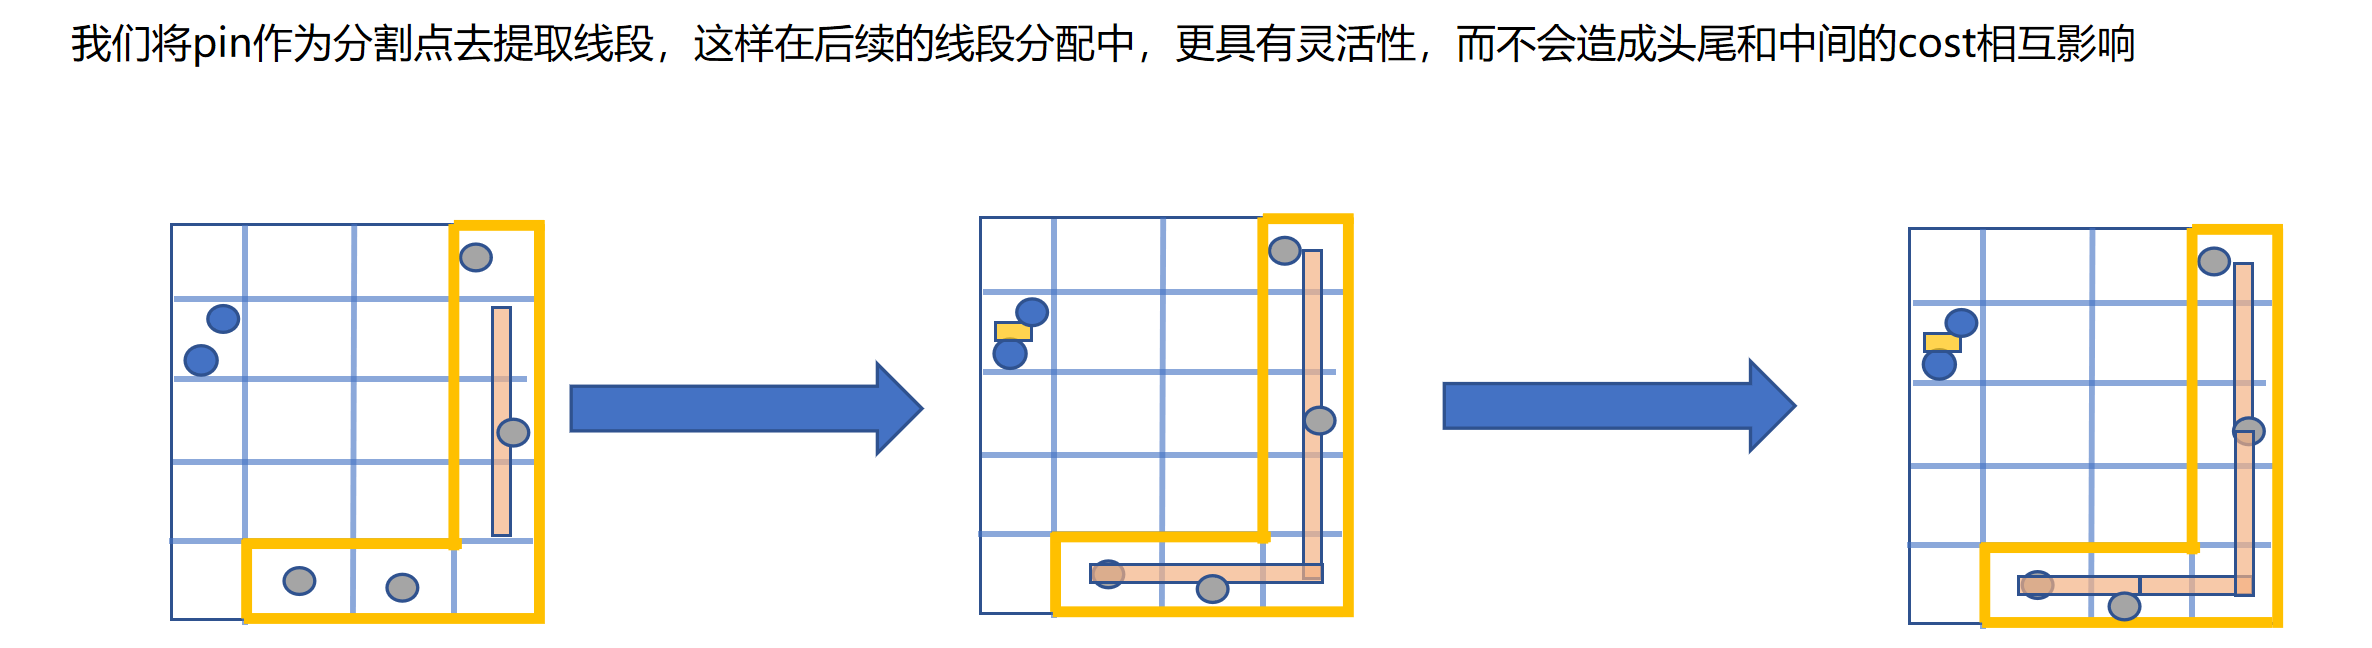 我们将pin作为分割点去提取线段，这样在后续的线段分配中，更具有灵活性，而不会造成头尾和中间的cost相互影响